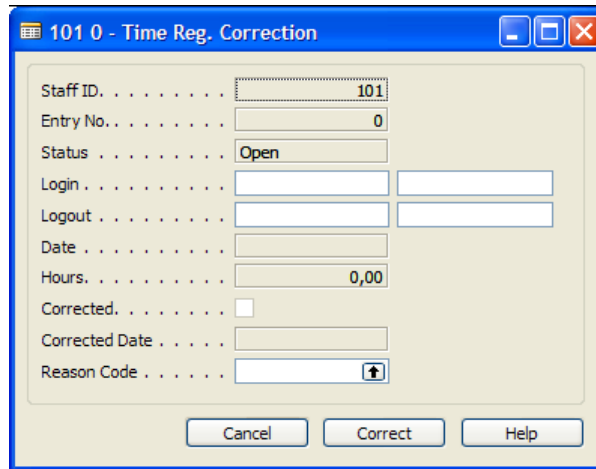 101 0 - Time Reg. Correction
Staff ID. . . . . . . . . . 101
Entry No. . . . . . . . . . 0
Status . . . . . . . . . Open
Login . . . . . . . . . .
Logout . . . . . . . . .
Date . . . . . . . . . .
Hours. . . . . . . . . . 0,00
Corrected. . . . . . . .
Corrected Date . . . . .
Reason Code . . . . . .
Cancel Correct Help